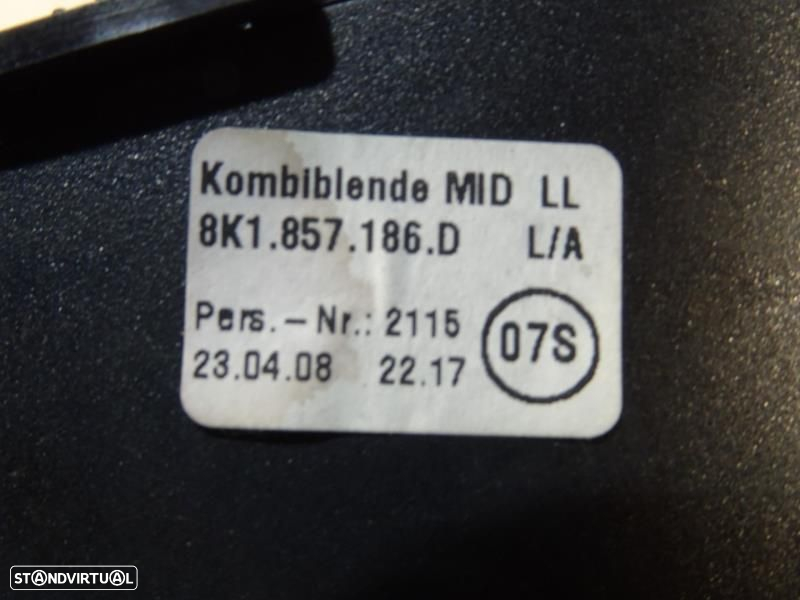 Kombiblende MID LL
8K1.857.186.D L/A
Pers.-Nr.: 2115
23.04.08 22.17
07S
STANDVIRTUAL